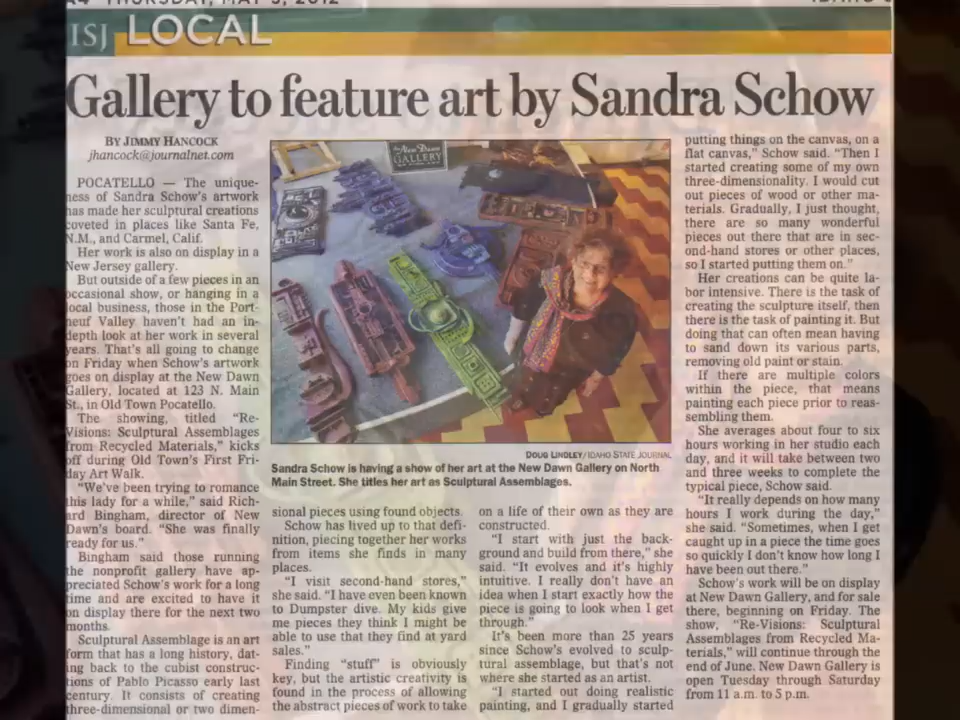 THURSDAY, MAY 3, 2012
ISJ LOCAL
Gallery to feature art by Sandra Schow
BY JIMMY HANCOCK
jhancock@journalnet.com
POCATELLO — The unique-
ness of Sandra Schow's artwork
has made her sculptural creations
coveted in places like Santa Fe,
N.M., and Carmel, Calif.
Her work is also on display in a
New Jersey gallery.
But outside of a few pieces in an
occasional show, or hanging in a
local business, those in the Port-
neuf Valley haven't had an in-
depth look at her work in several
years. That's all going to change
on Friday when Schow's artwork
goes on display at the New Dawn
Gallery, located at 123 N. Main
St., in Old Town Pocatello.
The showing, titled "Re-
Visions: Sculptural Assemblages
from Recycled Materials," kicks
off during Old Town's First Fri-
day Art Walk.
"We've been trying to romance
this lady for a while," said Rich-
ard Bingham, director of New
Dawn's board. "She was finally
ready for us."
Bingham said those running
the nonprofit gallery have ap-
preciated Schow's work for a long
time and are excited to have it
on display there for the next two
months.
Sculptural Assemblage is an art
form that has a long history, dat-
ing back to the cubist construc-
tions of Pablo Picasso early last
century. It consists of creating
three-dimensional or two dimen-
New Dawn
GALLERY
DOUG LINDLEY/IDAHO STATE JOURNAL
Sandra Schow is having a show of her art at the New Dawn Gallery on North
Main Street. She titles her art as Sculptural Assemblages.
sional pieces using found objects.
Schow has lived up to that defi-
nition, piecing together her works
from items she finds in many
places.
"I visit second-hand stores,"
she said. "I have even been known
to Dumpster dive. My kids give
me pieces they think I might be
able to use that they find at yard
sales."
Finding "stuff" is obviously
key, but the artistic creativity is
found in the process of allowing
the abstract pieces of work to take
on a life of their own as they are
constructed.
"I start with just the back-
ground and build from there," she
said. "It evolves and it's highly
intuitive. I really don't have an
idea when I start exactly how the
piece is going to look when I get
through."
It's been more than 25 years
since Schow's evolved to sculp-
tural assemblage, but that's not
where she started as an artist.
"I started out doing realistic
painting, and I gradually started
putting things on the canvas, on a
flat canvas," Schow said. "Then I
started creating some of my own
three-dimensionality. I would cut
out pieces of wood or other ma-
terials. Gradually, I just thought,
there are so many wonderful
pieces out there that are in sec-
ond-hand stores or other places,
so I started putting them on."
Her creations can be quite la-
bor intensive. There is the task of
creating the sculpture itself, then
there is the task of painting it. But
doing that can often mean having
to sand down its various parts,
removing old paint or stain.
If there are multiple colors
within the piece, that means
painting each piece prior to reas-
sembling them.
She averages about four to six
hours working in her studio each
day, and it will take between two
and three weeks to complete the
typical piece, Schow said.
"It really depends on how many
hours I work during the day,"
she said. "Sometimes, when I get
caught up in a piece the time goes
so quickly I don't know how long I
have been out there."
Schow's work will be on display
at New Dawn Gallery, and for sale
there, beginning on Friday. The
show, "Re-Visions: Sculptural
Assemblages from Recycled Ma-
terials," will continue through the
end of June. New Dawn Gallery is
open Tuesday through Saturday
from 11 a.m. to 5 p.m.